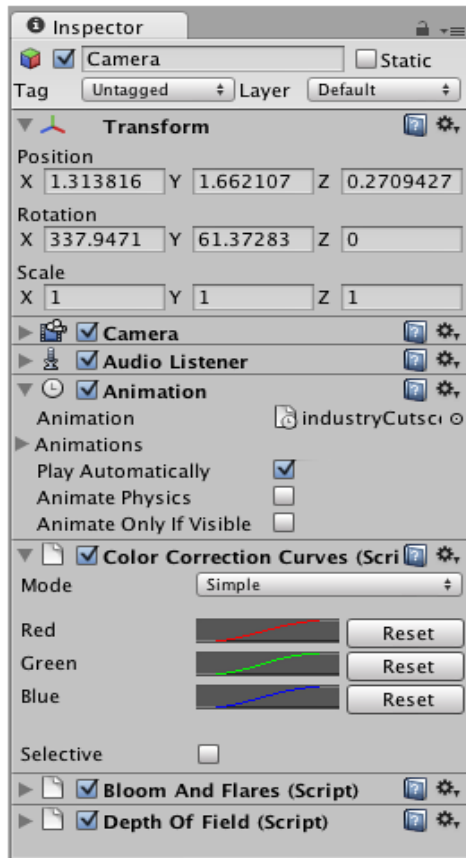 Inspector
Camera Static
Tag Untagged Layer Default
Transform
Position
X 1.313816 Y 1.662107 Z 0.2709427
Rotation
X 337.9471 Y 61.37283 Z 0
Scale
X 1 Y 1 Z 1
Camera
Audio Listener
Animation
Animation industryCutsc
Animations
Play Automatically
Animate Physics
Animate Only If Visible
Color Correction Curves (Scri
Mode Simple
Red Reset
Green Reset
Blue Reset
Selective
Bloom And Flares (Script)
Depth Of Field (Script)